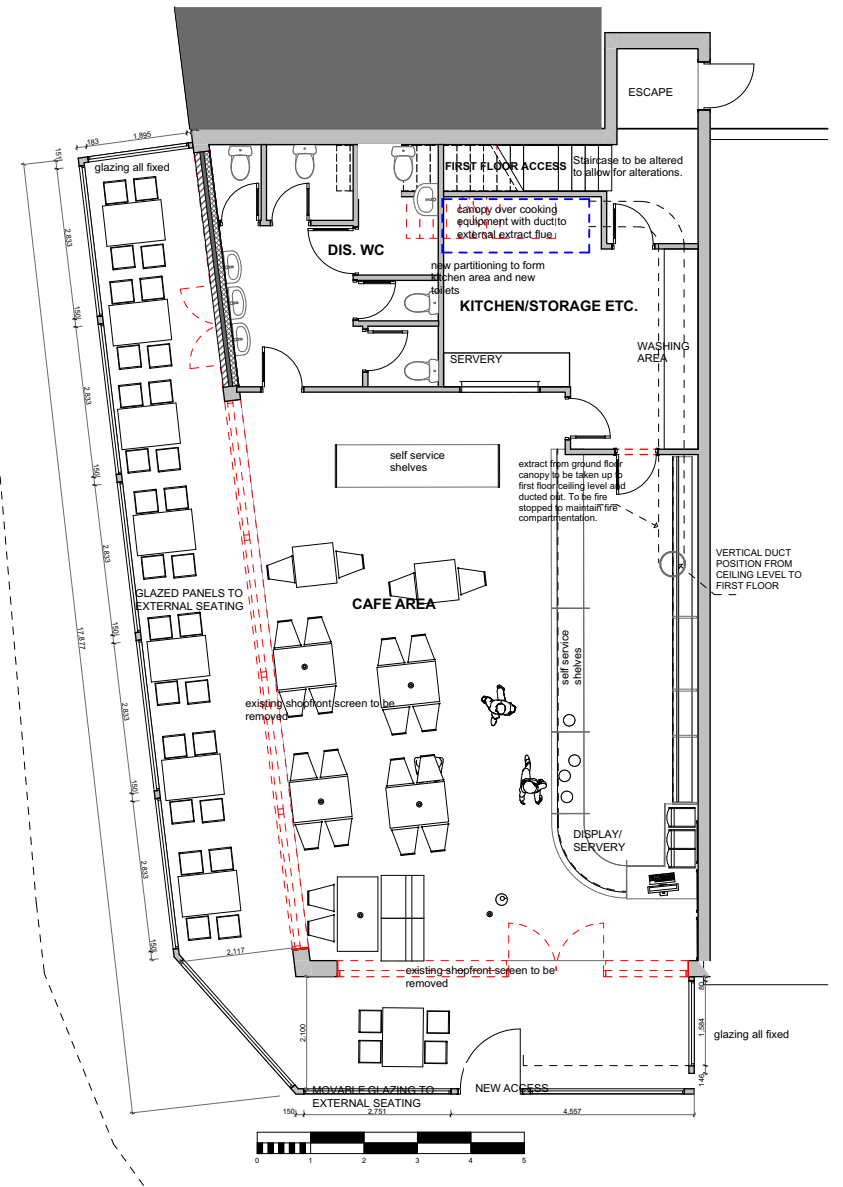 ESCAPE
183
1,895
151
glazing all fixed
FIRST FLOOR ACCESS
Staircase to be altered
to allow for alterations.
canopy over cooking
equipment with duct to
external extract flue
DIS. WC
new partitioning to form
kitchen area and new
toilets
KITCHEN/STORAGE ETC.
2,833
150
WASHING
AREA
SERVERY
2,833
self service
shelves
150
extract from ground floor
canopy to be taken up to
first floor ceiling level and
ducted out. To be fire
stopped to maintain fire
compartmentation.
2,833
VERTICAL DUCT
POSITION FROM
CEILING LEVEL TO
FIRST FLOOR
GLAZED PANELS TO
EXTERNAL SEATING
CAFE AREA
17,877
150
self service
shelves
2,833
existing shopfront screen to be
removed
150
DISPLAY/
SERVERY
2,833
150
2,117
existing shopfront screen to be
removed
80
2,100
1,584
glazing all fixed
146
MOVABLE GLAZING TO
EXTERNAL SEATING
NEW ACCESS
150
2,751
4,557
0 1 2 3 4 5